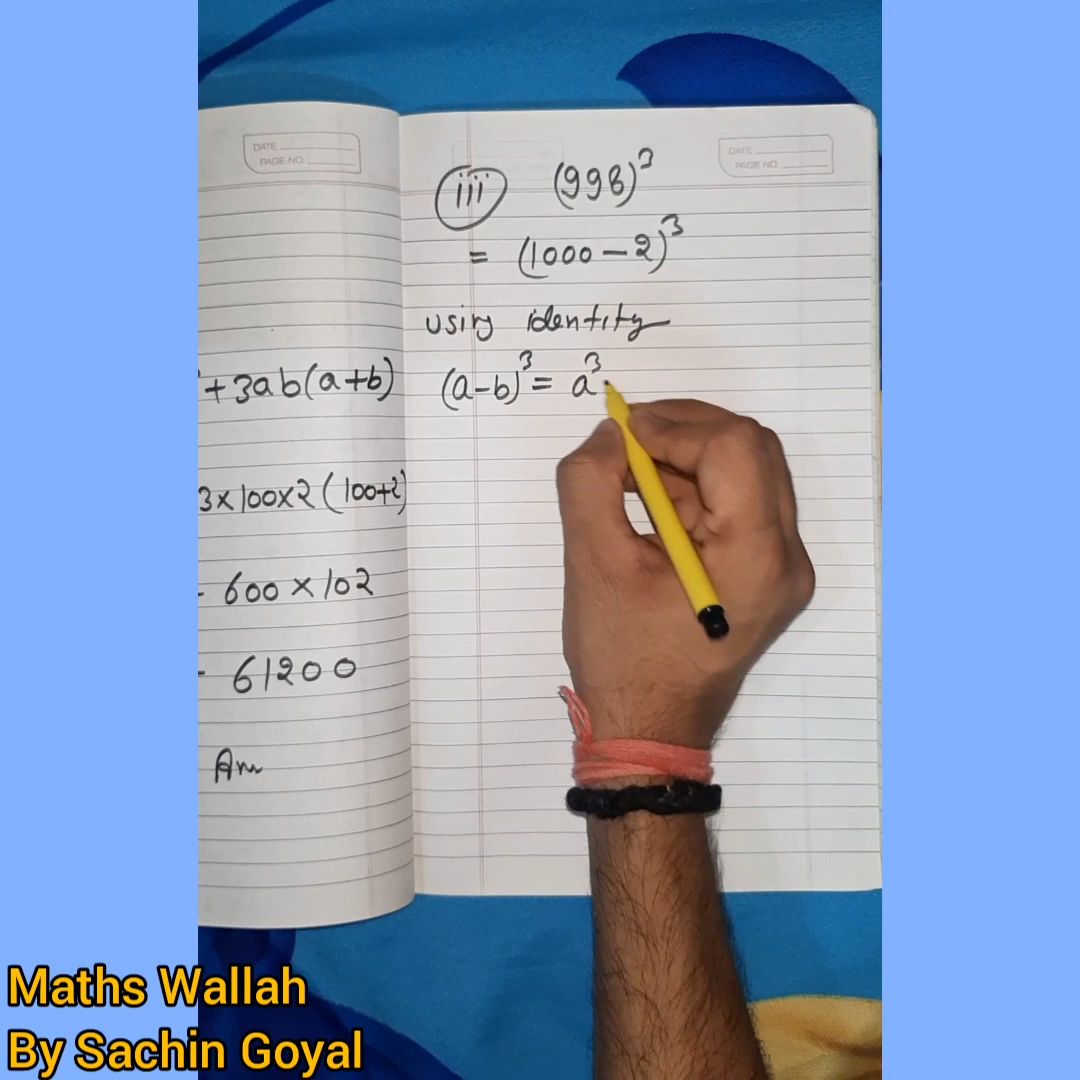 DATE
PAGE NO.
+3ab(a+b)
3×100×2(100+2)
- 600×102
- 61200
Ans
DATE
PAGE NO.
iii (998)³
= (1000-2)³
using identity
(a-b)³ = a³
Maths Wallah
By Sachin Goyal